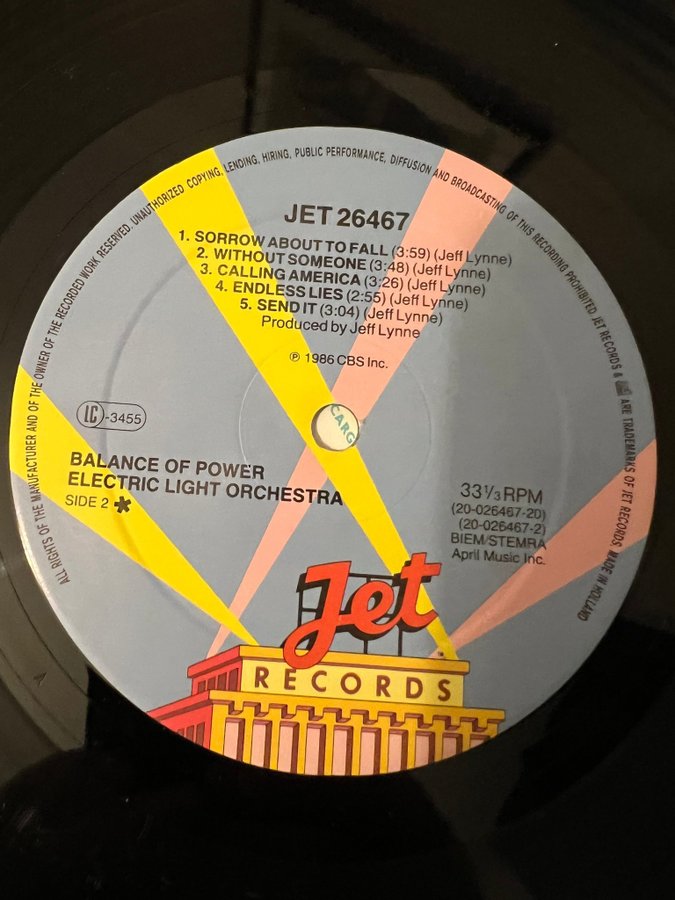 ALL RIGHTS OF THE MANUFACTURER AND OF THE OWNER OF THE RECORDED WORK RESERVED. UNAUTHORIZED COPYING, LENDING, HIRING, PUBLIC PERFORMANCE, DIFFUSION AND BROADCASTING OF THIS RECORDING PROHIBITED JET RECORDS & ARE TRADEMARKS OF JET RECORDS. MADE IN HOLLAND
JET 26467
1. SORROW ABOUT TO FALL (3:59) (Jeff Lynne)
2. WITHOUT SOMEONE (3:48) (Jeff Lynne)
3. CALLING AMERICA (3:26) (Jeff Lynne)
4. ENDLESS LIES (2:55) (Jeff Lynne)
5. SEND IT (3:04) (Jeff Lynne)
Produced by Jeff Lynne
℗ 1986 CBS Inc.
CARG
LC-3455
BALANCE OF POWER
ELECTRIC LIGHT ORCHESTRA
SIDE 2 *
33 1/3 RPM
(20-026467-20)
(20-026467-2)
BIEM/STEMRA
April Music Inc.
Jet
RECORDS